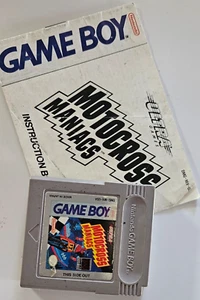 GAME BOY
ULTRA
MOTOCROSS
MANIACS
INSTRUCTION B
Nintendo GAME BOY
GAME BOY
MOTOCROSS
MANIACS
THIS SIDE OUT